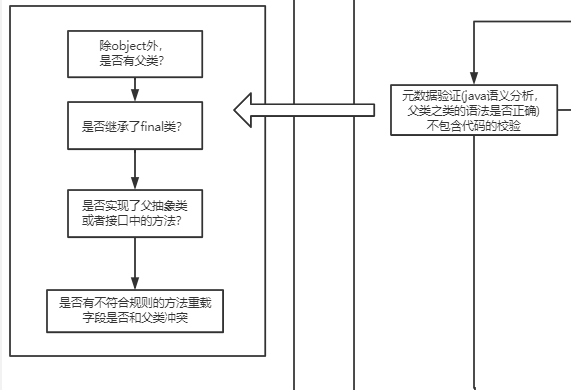 除object外，
是否有父类？
是否继承了final类？
是否实现了父抽象类
或者接口中的方法？
是否有不符合规则的方法重载
字段是否和父类冲突
元数据验证(java语义分析，
父类之类的语法是否正确)
不包含代码的校验